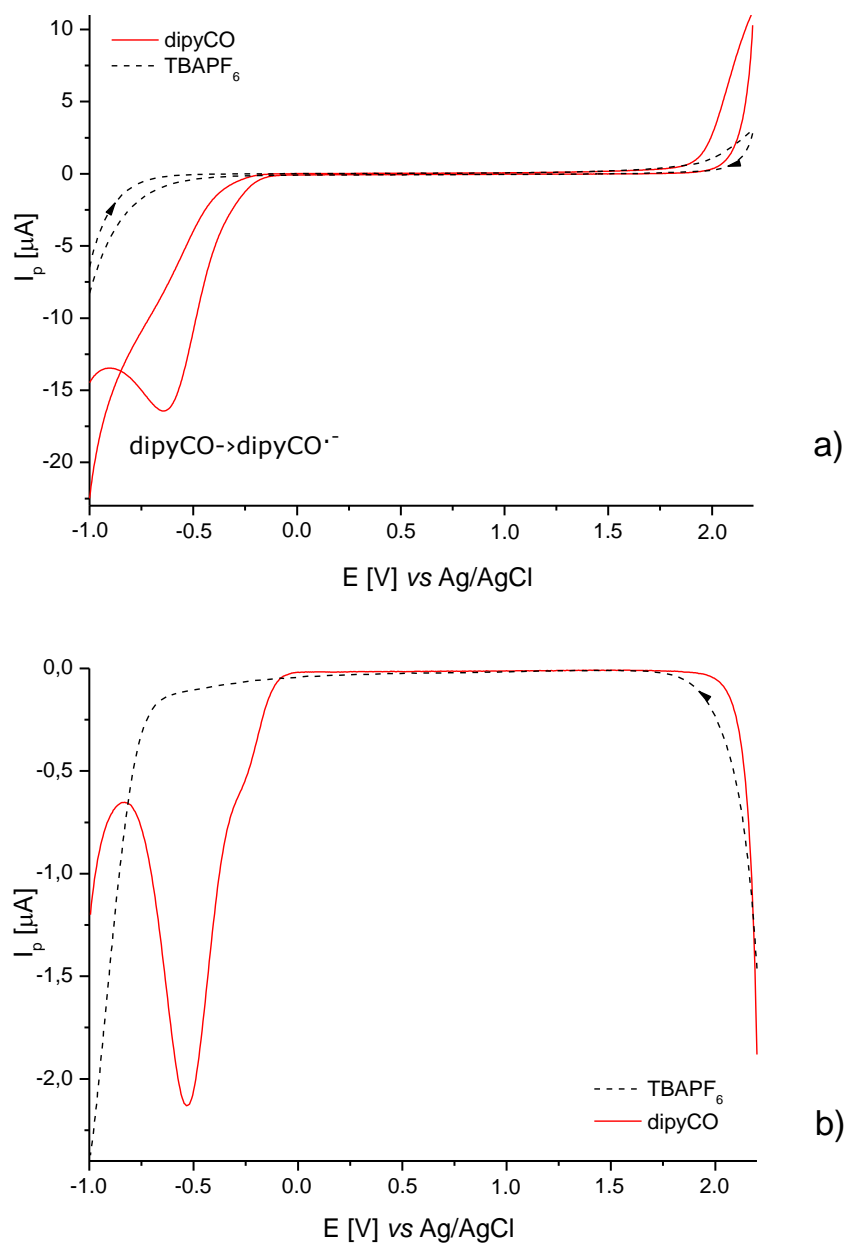 10
5
0
-5
-10
-15
-20
I_p [μA]
dipyCO
TBAPF₆
dipyCO->dipyCO·⁻
a)
-1.0 -0.5 0.0 0.5 1.0 1.5 2.0
E [V] vs Ag/AgCl
0,0
-0,5
-1,0
-1,5
-2,0
I_p [μA]
TBAPF₆
dipyCO
b)
-1.0 -0.5 0.0 0.5 1.0 1.5 2.0
E [V] vs Ag/AgCl